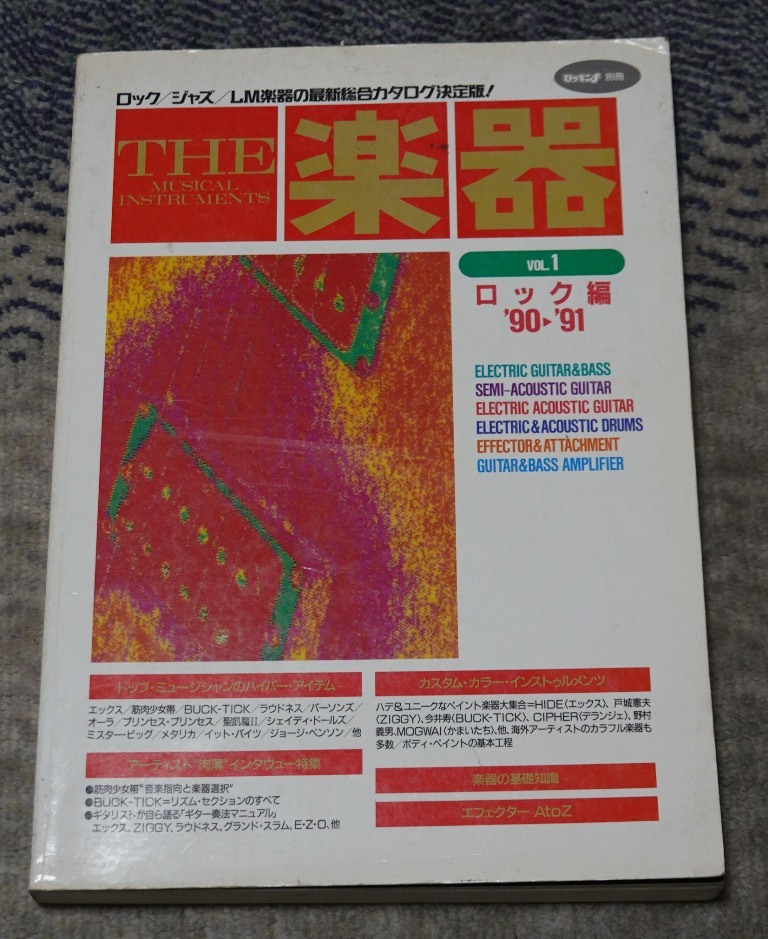 ロック/ジャズ/LM楽器の最新総合カタログ決定版!
ロッキンf 別冊
THE
MUSICAL
INSTRUMENTS
楽器
VOL.1
ロック編
'90▶'91
ELECTRIC GUITAR&BASS
SEMI-ACOUSTIC GUITAR
ELECTRIC ACOUSTIC GUITAR
ELECTRIC&ACOUSTIC DRUMS
EFFECTOR&ATTACHMENT
GUITAR&BASS AMPLIFIER
トップ・ミュージシャンのハイパー・アイテム
エックス/筋肉少女帯/BUCK-TICK/ラウドネス/パーソンズ/
オーラ/プリンセス・プリンセス/聖飢魔II/シェイディ・ドールズ/
ミスター・ビッグ/メタリカ/イット・バイツ/ジョージ・ベンソン/他
アーティスト"肉薄"インタヴュー特集
●筋肉少女帯"音楽指向と楽器選択"
●BUCK-TICK=リズム・セクションのすべて
●ギタリストが自ら語る「ギター奏法マニュアル」
エックス、ZIGGY、ラウドネス、グランド・スラム、E・Z・O、他
カスタム・カラー・インストゥルメンツ
ハデ&ユニークなペイント楽器大集合=HIDE(エックス)、戸城憲夫
(ZIGGY)、今井寿(BUCK-TICK)、CIPHER(デランジェ)、野村
義男、MOGWAI(かまいたち)、他、海外アーティストのカラフル楽器も
多数/ボディ・ペイントの基本工程
楽器の基礎知識
エフェクター AtoZ